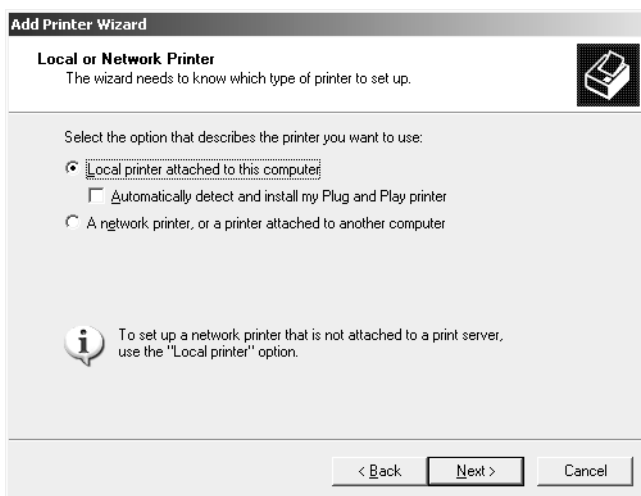 Add Printer Wizard
Local or Network Printer
The wizard needs to know which type of printer to set up.
Select the option that describes the printer you want to use:
Local printer attached to this computer
Automatically detect and install my Plug and Play printer
A network printer, or a printer attached to another computer
To set up a network printer that is not attached to a print server,
use the "Local printer" option.
< Back
Next >
Cancel